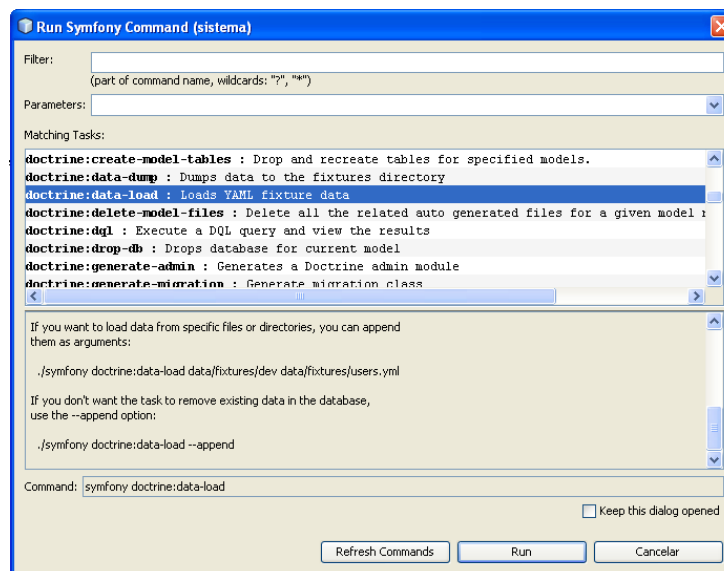 Run Symfony Command (sistema)
Filter:
(part of command name, wildcards: "?", "*")
Parameters:
Matching Tasks:
doctrine:create-model-tables : Drop and recreate tables for specified models.
doctrine:data-dump : Dumps data to the fixtures directory
doctrine:data-load : Loads YAML fixture data
doctrine:delete-model-files : Delete all the related auto generated files for a given model
doctrine:dql : Execute a DQL query and view the results
doctrine:drop-db : Drops database for current model
doctrine:generate-admin : Generates a Doctrine admin module
doctrine:generate-migration : Generate migration class
If you want to load data from specific files or directories, you can append
them as arguments:
./symfony doctrine:data-load data/fixtures/dev data/fixtures/users.yml
If you don't want the task to remove existing data in the database,
use the --append option:
./symfony doctrine:data-load --append
Command: symfony doctrine:data-load
Keep this dialog opened
Refresh Commands Run Cancelar